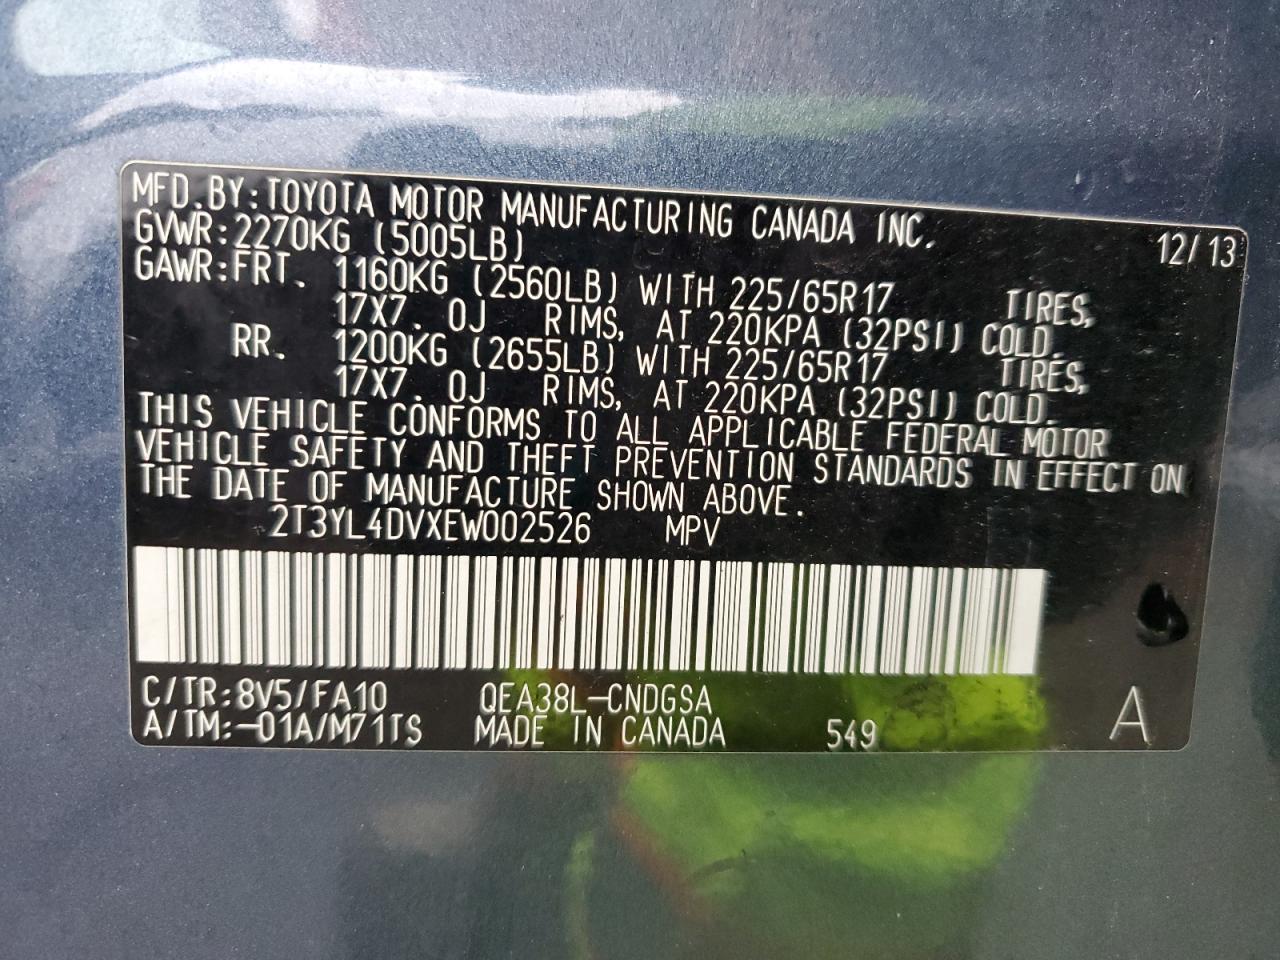 MFD.BY:TOYOTA MOTOR MANUFACTURING CANADA INC. 12/13
GVWR:2270KG (5005LB)
GAWR:FRT. 1160KG (2560LB) WITH 225/65R17 TIRES,
17X7.0J RIMS, AT 220KPA (32PSI) COLD.
RR. 1200KG (2655LB) WITH 225/65R17 TIRES,
17X7.0J RIMS, AT 220KPA (32PSI) COLD.
THIS VEHICLE CONFORMS TO ALL APPLICABLE FEDERAL MOTOR
VEHICLE SAFETY AND THEFT PREVENTION STANDARDS IN EFFECT ON
THE DATE OF MANUFACTURE SHOWN ABOVE.
2T3YL4DVXEW002526 MPV
C/TR:8V5/FA10 QEA38L-CNDGSA
A/TM:-01A/M71TS MADE IN CANADA 549 A